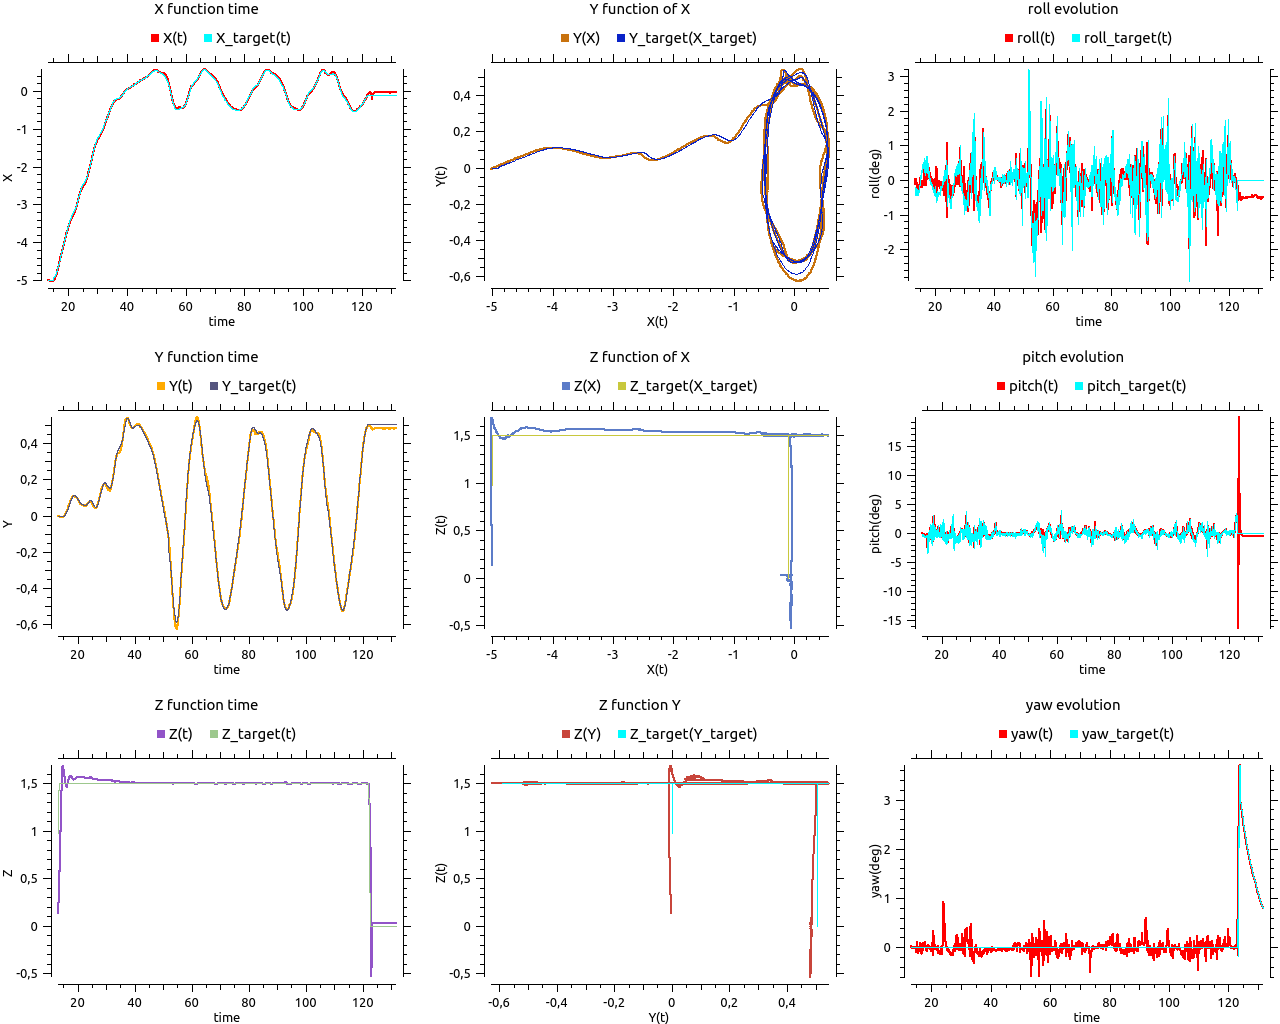 X function time
X(t) X_target(t)
0
-1
-2
-3
-4
-5
X
20 40 60 80 100 120
time
Y function of X
Y(X) Y_target(X_target)
0,4
0,2
0
-0,2
-0,4
-0,6
Y(t)
-5 -4 -3 -2 -1 0
X(t)
roll evolution
roll(t) roll_target(t)
3
2
1
0
-1
-2
roll(deg)
20 40 60 80 100 120
time
Y function time
Y(t) Y_target(t)
0,4
0,2
0
-0,2
-0,4
-0,6
Y
20 40 60 80 100 120
time
Z function of X
Z(X) Z_target(X_target)
1,5
1
0,5
0
-0,5
Z(t)
-5 -4 -3 -2 -1 0
X(t)
pitch evolution
pitch(t) pitch_target(t)
15
10
5
0
-5
-10
-15
pitch(deg)
20 40 60 80 100 120
time
Z function time
Z(t) Z_target(t)
1,5
1
0,5
0
-0,5
Z
20 40 60 80 100 120
time
Z function Y
Z(Y) Z_target(Y_target)
1,5
1
0,5
0
-0,5
Z(t)
-0,6 -0,4 -0,2 0 0,2 0,4
Y(t)
yaw evolution
yaw(t) yaw_target(t)
3
2
1
0
yaw(deg)
20 40 60 80 100 120
time